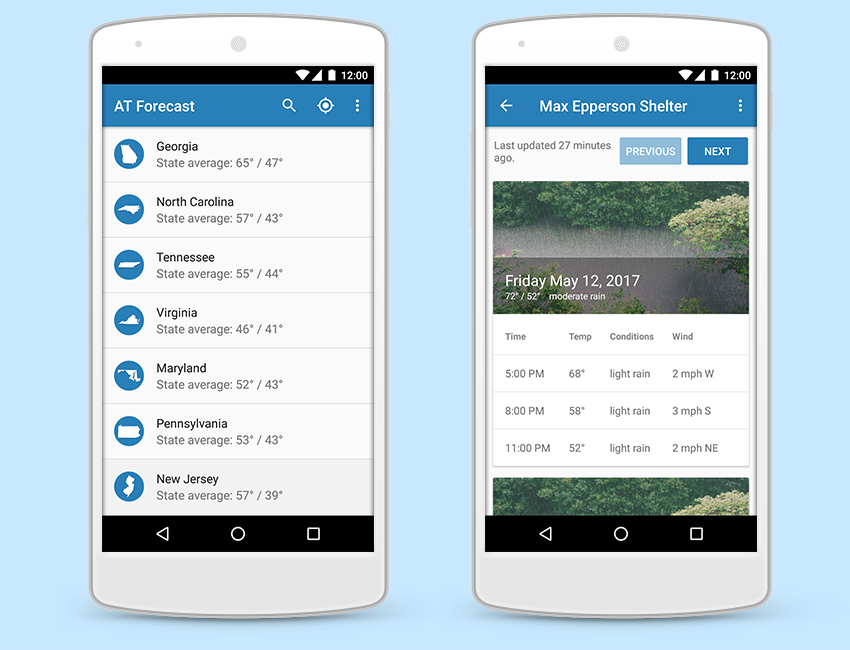 12:00
AT Forecast
Georgia
State average: 65° / 47°
North Carolina
State average: 57° / 43°
Tennessee
State average: 55° / 44°
Virginia
State average: 46° / 41°
Maryland
State average: 52° / 43°
Pennsylvania
State average: 53° / 43°
New Jersey
State average: 57° / 39°
12:00
Max Epperson Shelter
Last updated 27 minutes
ago.
PREVIOUS
NEXT
Friday May 12, 2017
72° / 52° moderate rain
Time Temp Conditions Wind
5:00 PM 68° light rain 2 mph W
8:00 PM 58° light rain 3 mph S
11:00 PM 52° light rain 2 mph NE